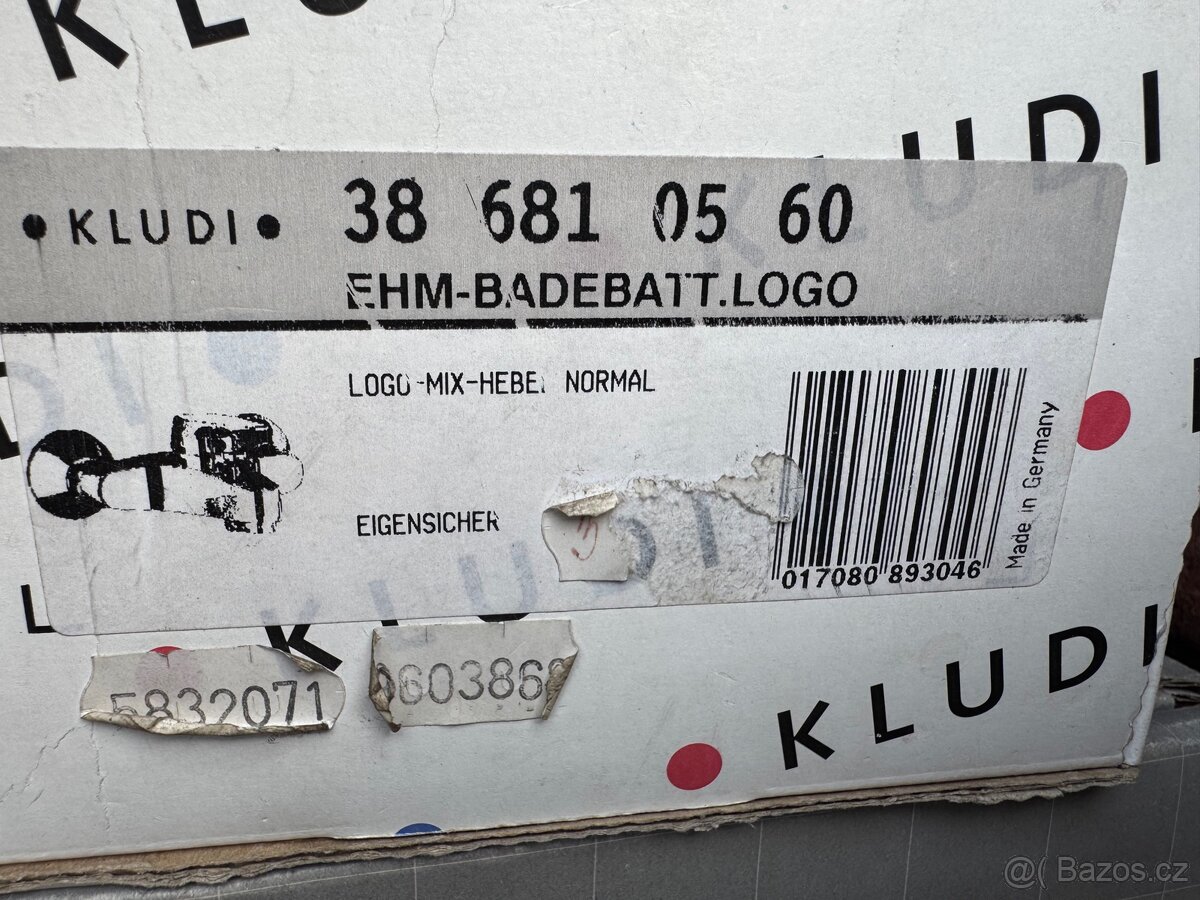 KLUDI
KLUDI
• KLUDI • 38 681 05 60
EHM-BADEBATT.LOGO
LOGO-MIX-HEBEL NORMAL
EIGENSICHER
017080 893046
Made in Germany
5832071
KLUDI
@( Bazos.cz